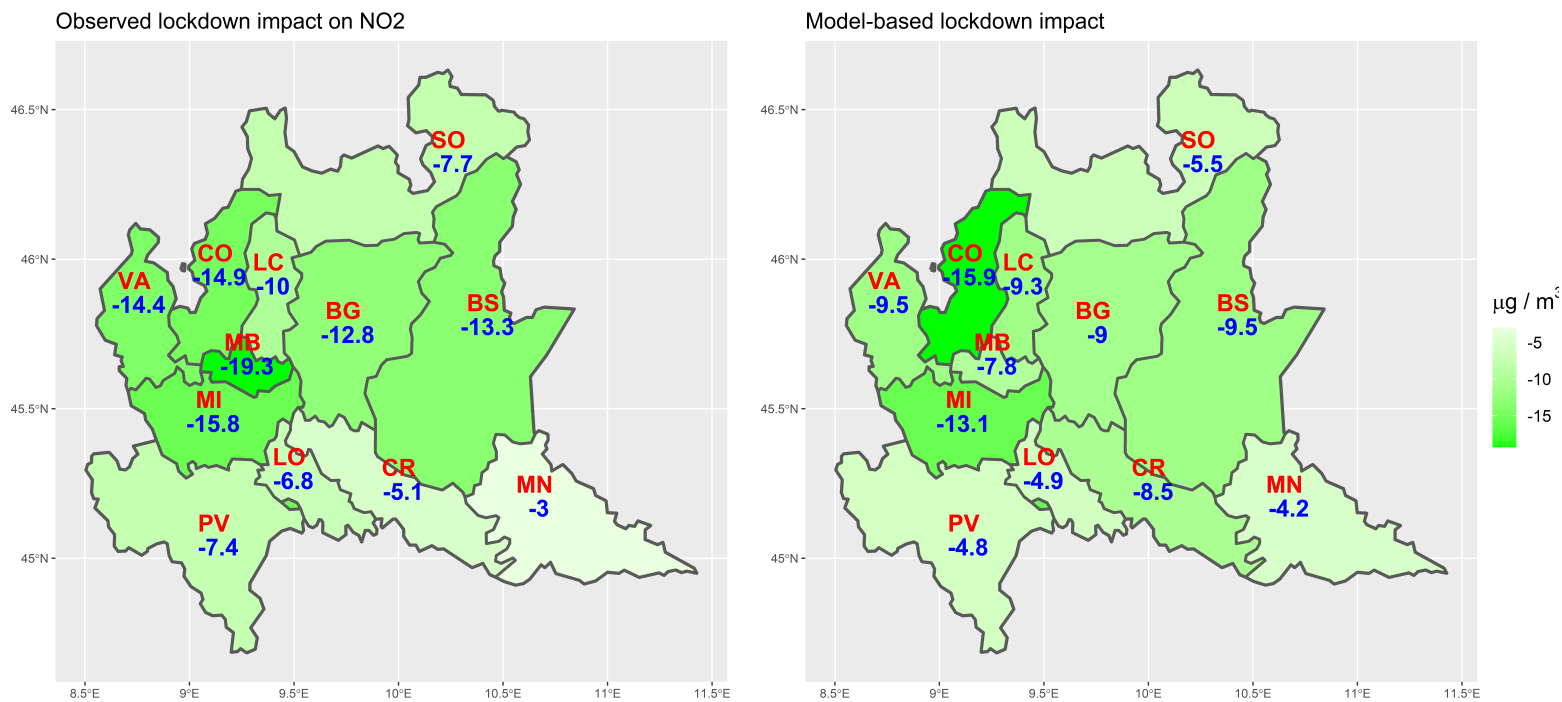 Observed lockdown impact on NO2
46.5°N
46°N
45.5°N
45°N
8.5°E 9°E 9.5°E 10°E 10.5°E 11°E 11.5°E
SO
-7.7
CO
-14.9
LC
-10
VA
-14.4
BG
-12.8
BS
-13.3
MB
-19.3
MI
-15.8
LO
-6.8
CR
-5.1
MN
-3
PV
-7.4
Model-based lockdown impact
46.5°N
46°N
45.5°N
45°N
8.5°E 9°E 9.5°E 10°E 10.5°E 11°E 11.5°E
SO
-5.5
CO
-15.9
LC
-9.3
VA
-9.5
BG
-9
BS
-9.5
MB
-7.8
MI
-13.1
LO
-4.9
CR
-8.5
MN
-4.2
PV
-4.8
μg / m³
-5
-10
-15